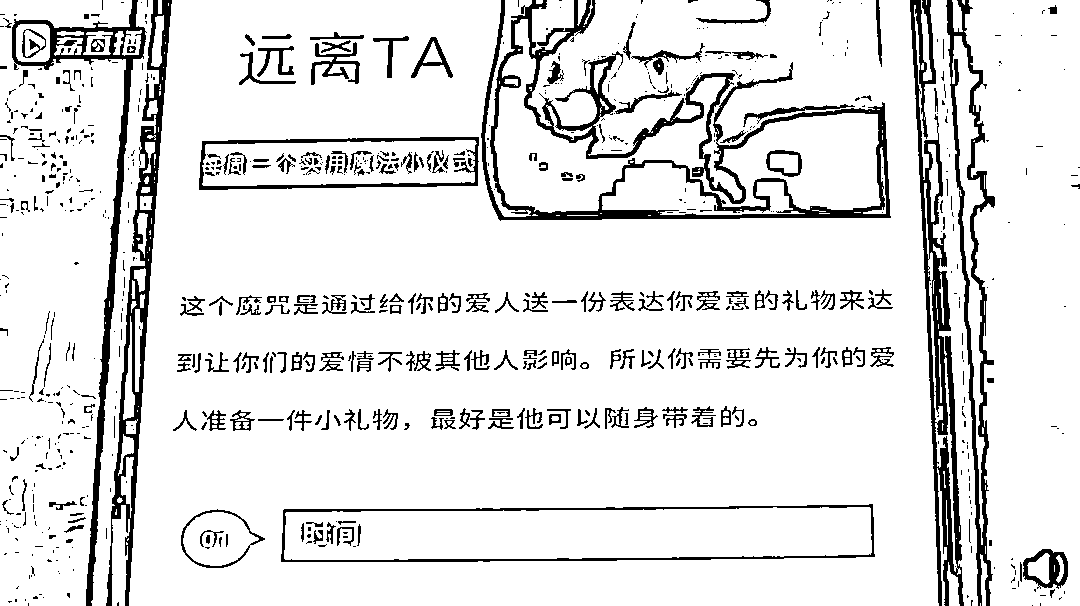 荔直播
远离TA
每周一个实用魔法小仪式
这个魔咒是通过给你的爱人送一份表达你爱意的礼物来达
到让你们的爱情不被其他人影响。所以你需要先为你的爱
人准备一件小礼物，最好是他可以随身带着的。
01
时间